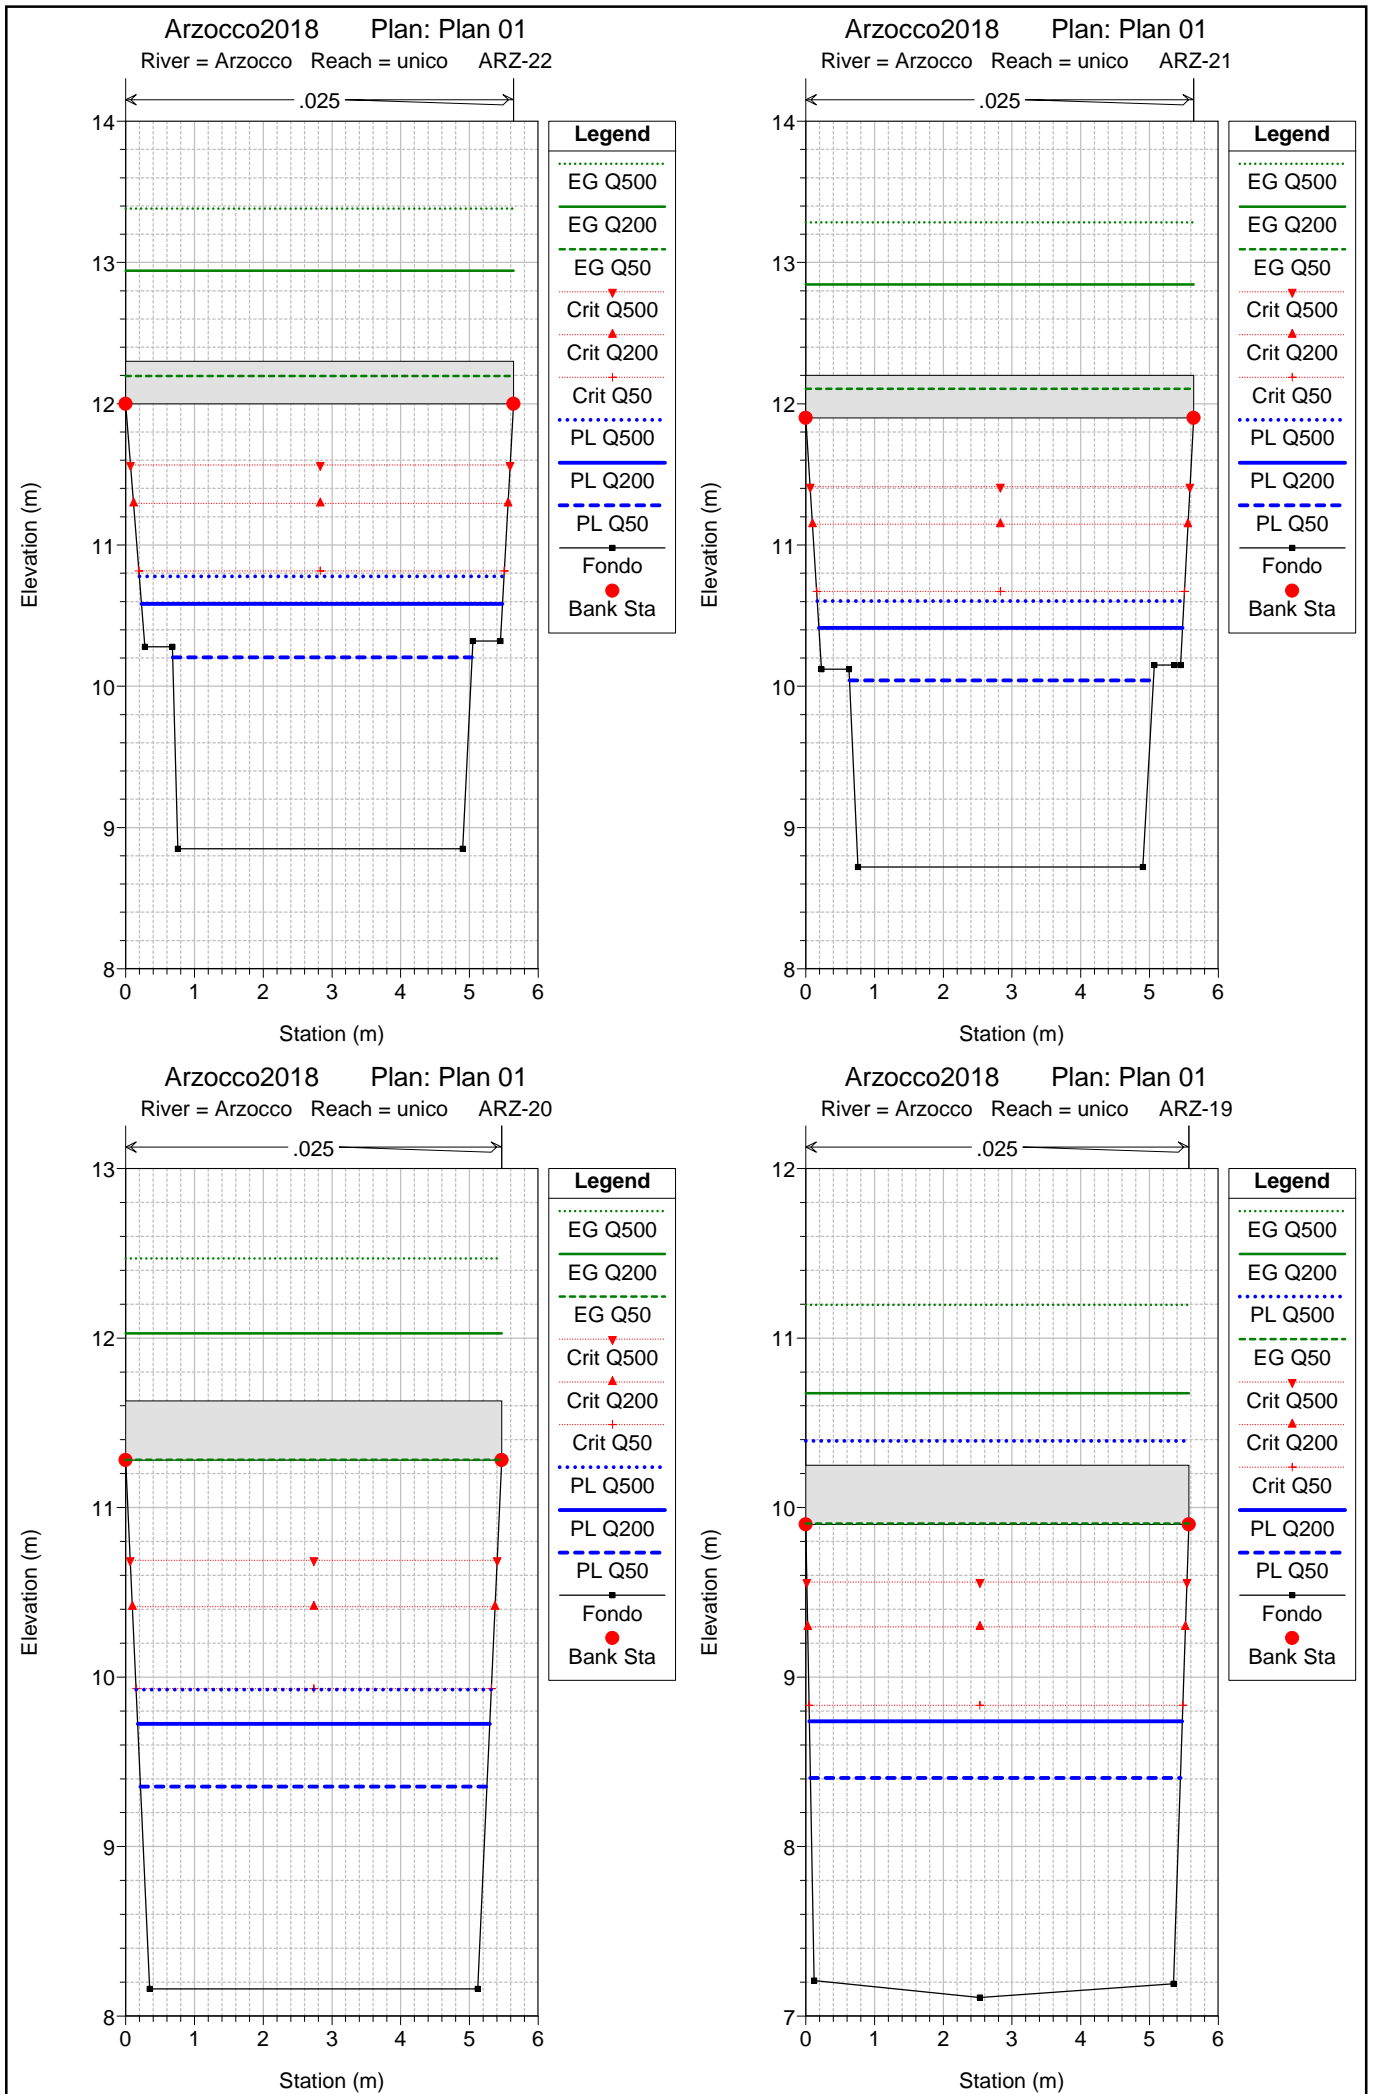 Arzocco2018 Plan: Plan 01
River = Arzocco Reach = unico ARZ-22
.025
14
13
12
11
10
9
8
0 1 2 3 4 5 6
Elevation (m)
Station (m)
Legend
EG Q500
EG Q200
EG Q50
Crit Q500
Crit Q200
Crit Q50
PL Q500
PL Q200
PL Q50
Fondo
Bank Sta
Arzocco2018 Plan: Plan 01
River = Arzocco Reach = unico ARZ-21
.025
14
13
12
11
10
9
8
0 1 2 3 4 5 6
Elevation (m)
Station (m)
Legend
EG Q500
EG Q200
EG Q50
Crit Q500
Crit Q200
Crit Q50
PL Q500
PL Q200
PL Q50
Fondo
Bank Sta
Arzocco2018 Plan: Plan 01
River = Arzocco Reach = unico ARZ-20
.025
13
12
11
10
9
8
0 1 2 3 4 5 6
Elevation (m)
Station (m)
Legend
EG Q500
EG Q200
EG Q50
Crit Q500
Crit Q200
Crit Q50
PL Q500
PL Q200
PL Q50
Fondo
Bank Sta
Arzocco2018 Plan: Plan 01
River = Arzocco Reach = unico ARZ-19
.025
12
11
10
9
8
7
0 1 2 3 4 5 6
Elevation (m)
Station (m)
Legend
EG Q500
EG Q200
PL Q500
EG Q50
Crit Q500
Crit Q200
Crit Q50
PL Q200
PL Q50
Fondo
Bank Sta